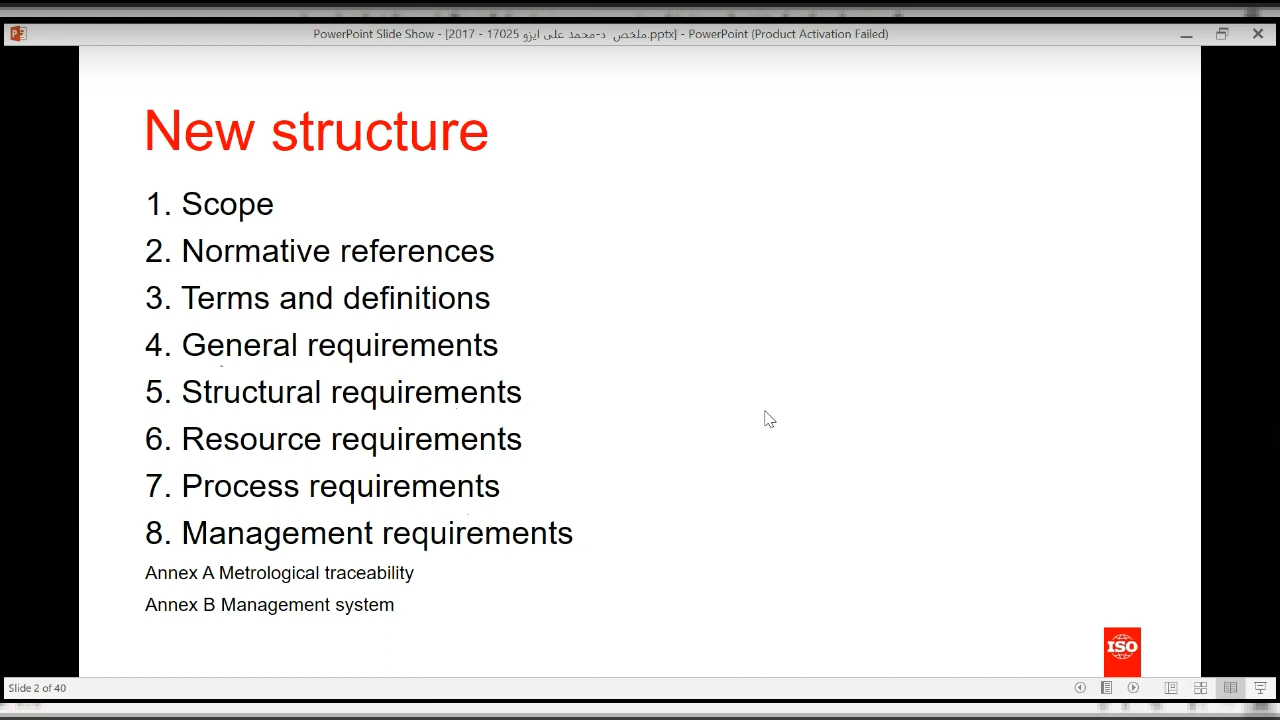 PowerPoint Slide Show - [2017 - 17025 ملخص د-محمد على ايزو.pptx] - PowerPoint (Product Activation Failed)
New structure
1. Scope
2. Normative references
3. Terms and definitions
4. General requirements
5. Structural requirements
6. Resource requirements
7. Process requirements
8. Management requirements
Annex A Metrological traceability
Annex B Management system
ISO
Slide 2 of 40